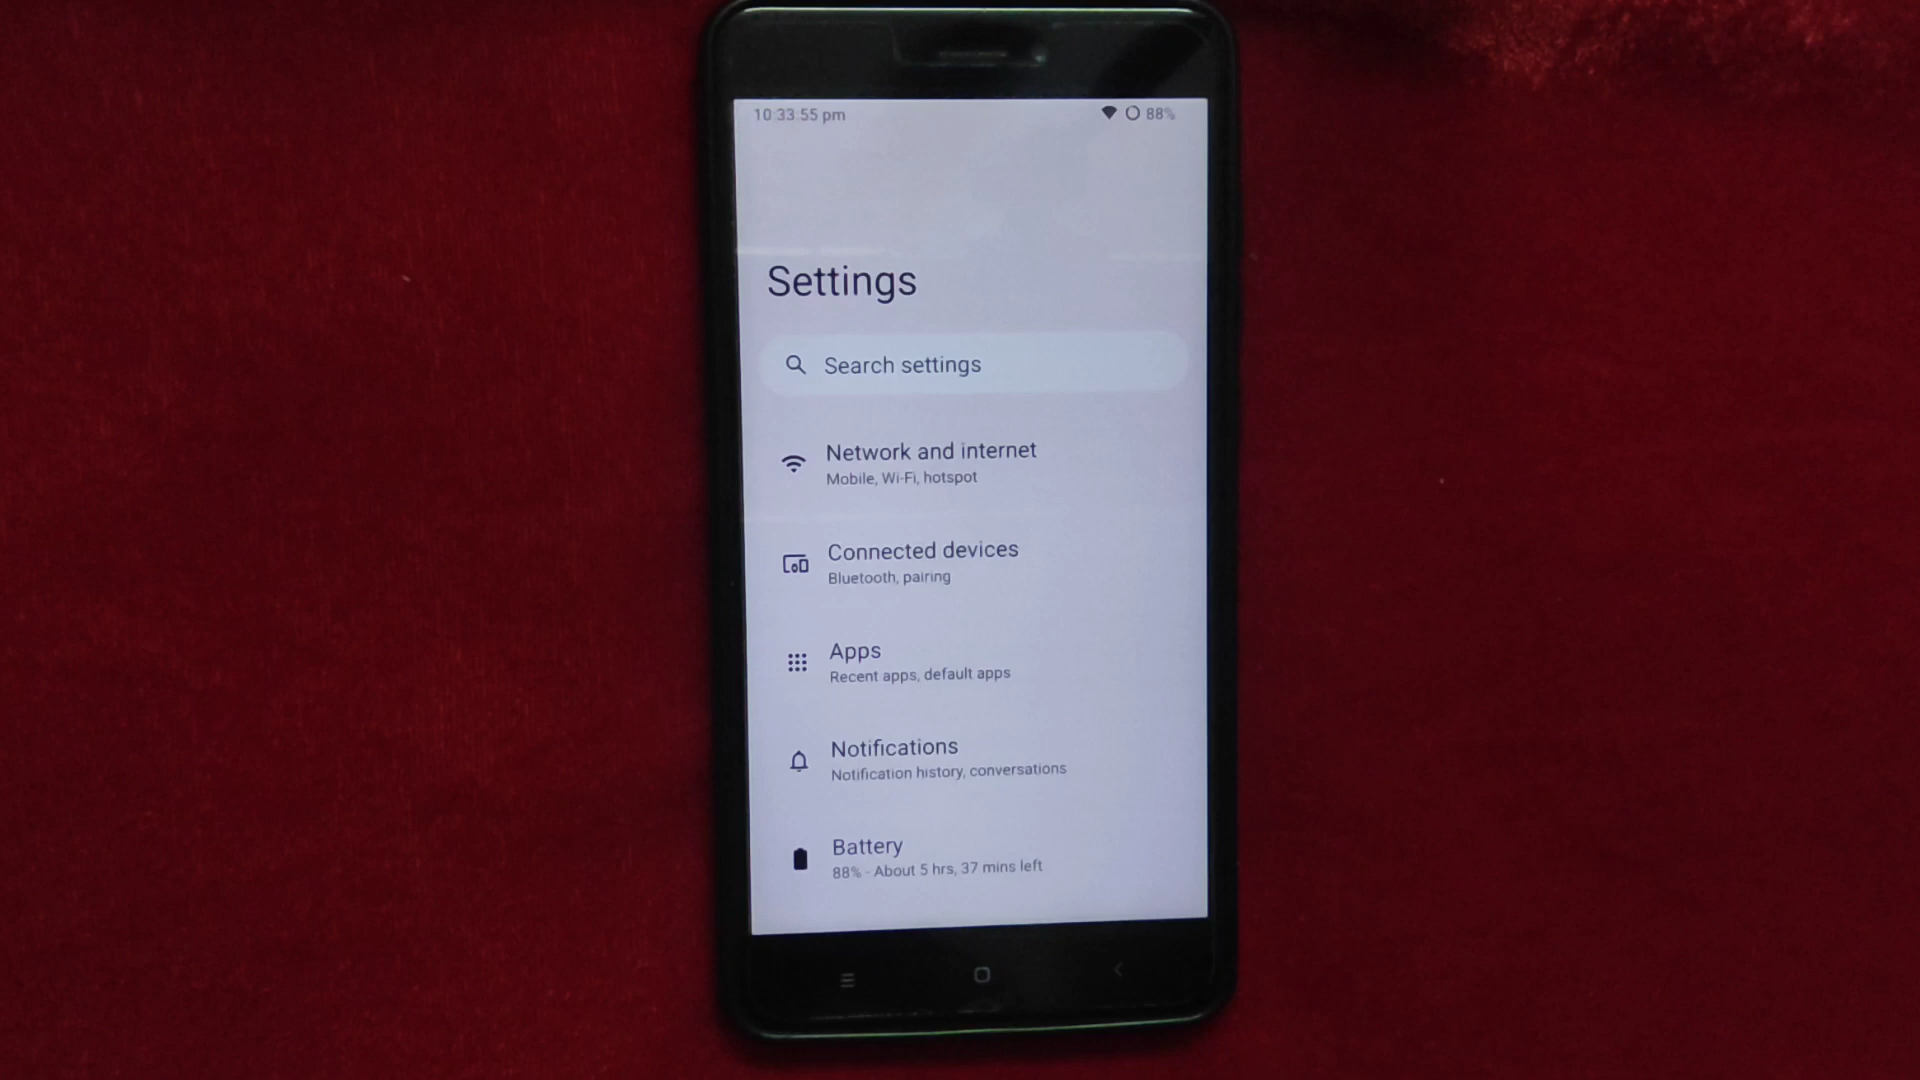 10:33:55 pm 88%
Settings
Search settings
Network and internet
Mobile, Wi-Fi, hotspot
Connected devices
Bluetooth, pairing
Apps
Recent apps, default apps
Notifications
Notification history, conversations
Battery
88% - About 5 hrs, 37 mins left